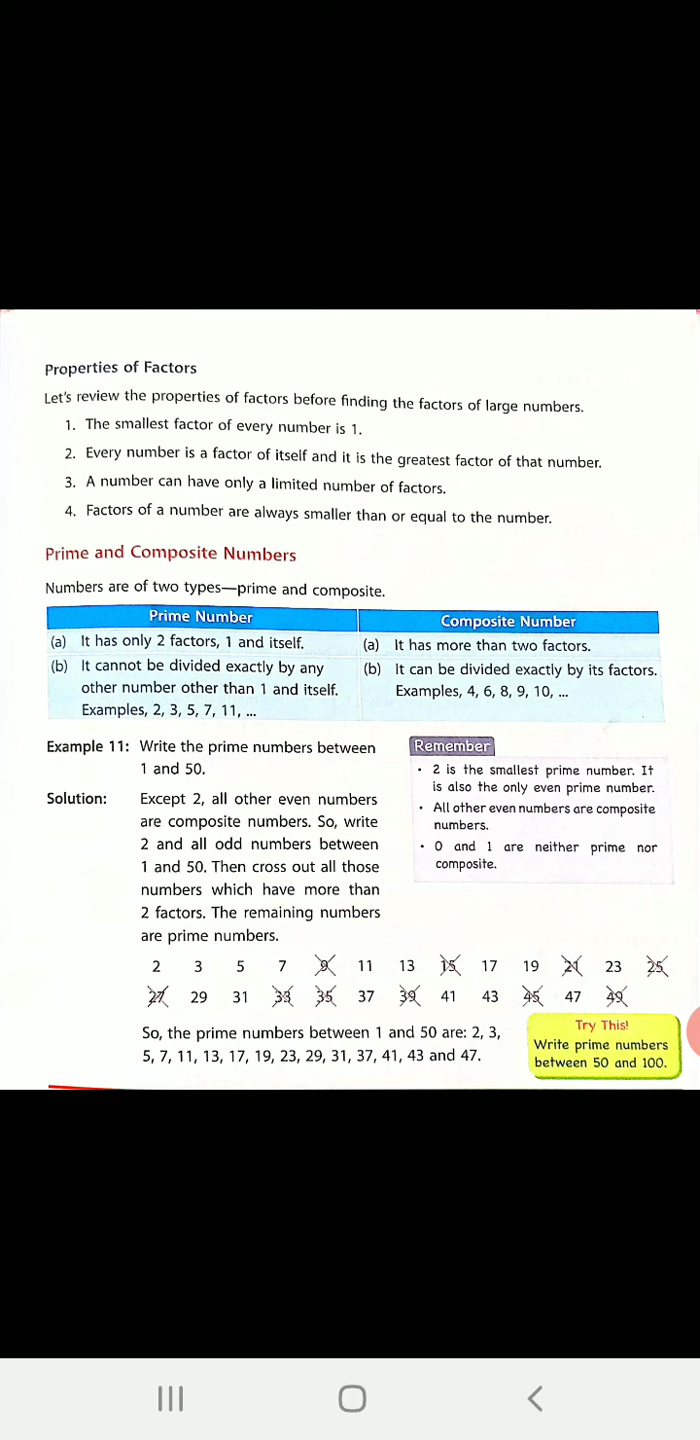 Properties of Factors
Let's review the properties of factors before finding the factors of large numbers.
1. The smallest factor of every number is 1.
2. Every number is a factor of itself and it is the greatest factor of that number.
3. A number can have only a limited number of factors.
4. Factors of a number are always smaller than or equal to the number.
Prime and Composite Numbers
Numbers are of two types—prime and composite.
Prime Number
(a) It has only 2 factors, 1 and itself.
(b) It cannot be divided exactly by any
other number other than 1 and itself.
Examples, 2, 3, 5, 7, 11, ...
Composite Number
(a) It has more than two factors.
(b) It can be divided exactly by its factors.
Examples, 4, 6, 8, 9, 10, ...
Example 11: Write the prime numbers between
1 and 50.
Solution: Except 2, all other even numbers
are composite numbers. So, write
2 and all odd numbers between
1 and 50. Then cross out all those
numbers which have more than
2 factors. The remaining numbers
are prime numbers.
Remember
• 2 is the smallest prime number. It
is also the only even prime number.
• All other even numbers are composite
numbers.
• 0 and 1 are neither prime nor
composite.
2 3 5 7 9 11 13 15 17 19 21 23 25
27 29 31 33 35 37 39 41 43 45 47 49
So, the prime numbers between 1 and 50 are: 2, 3,
5, 7, 11, 13, 17, 19, 23, 29, 31, 37, 41, 43 and 47.
Try This!
Write prime numbers
between 50 and 100.